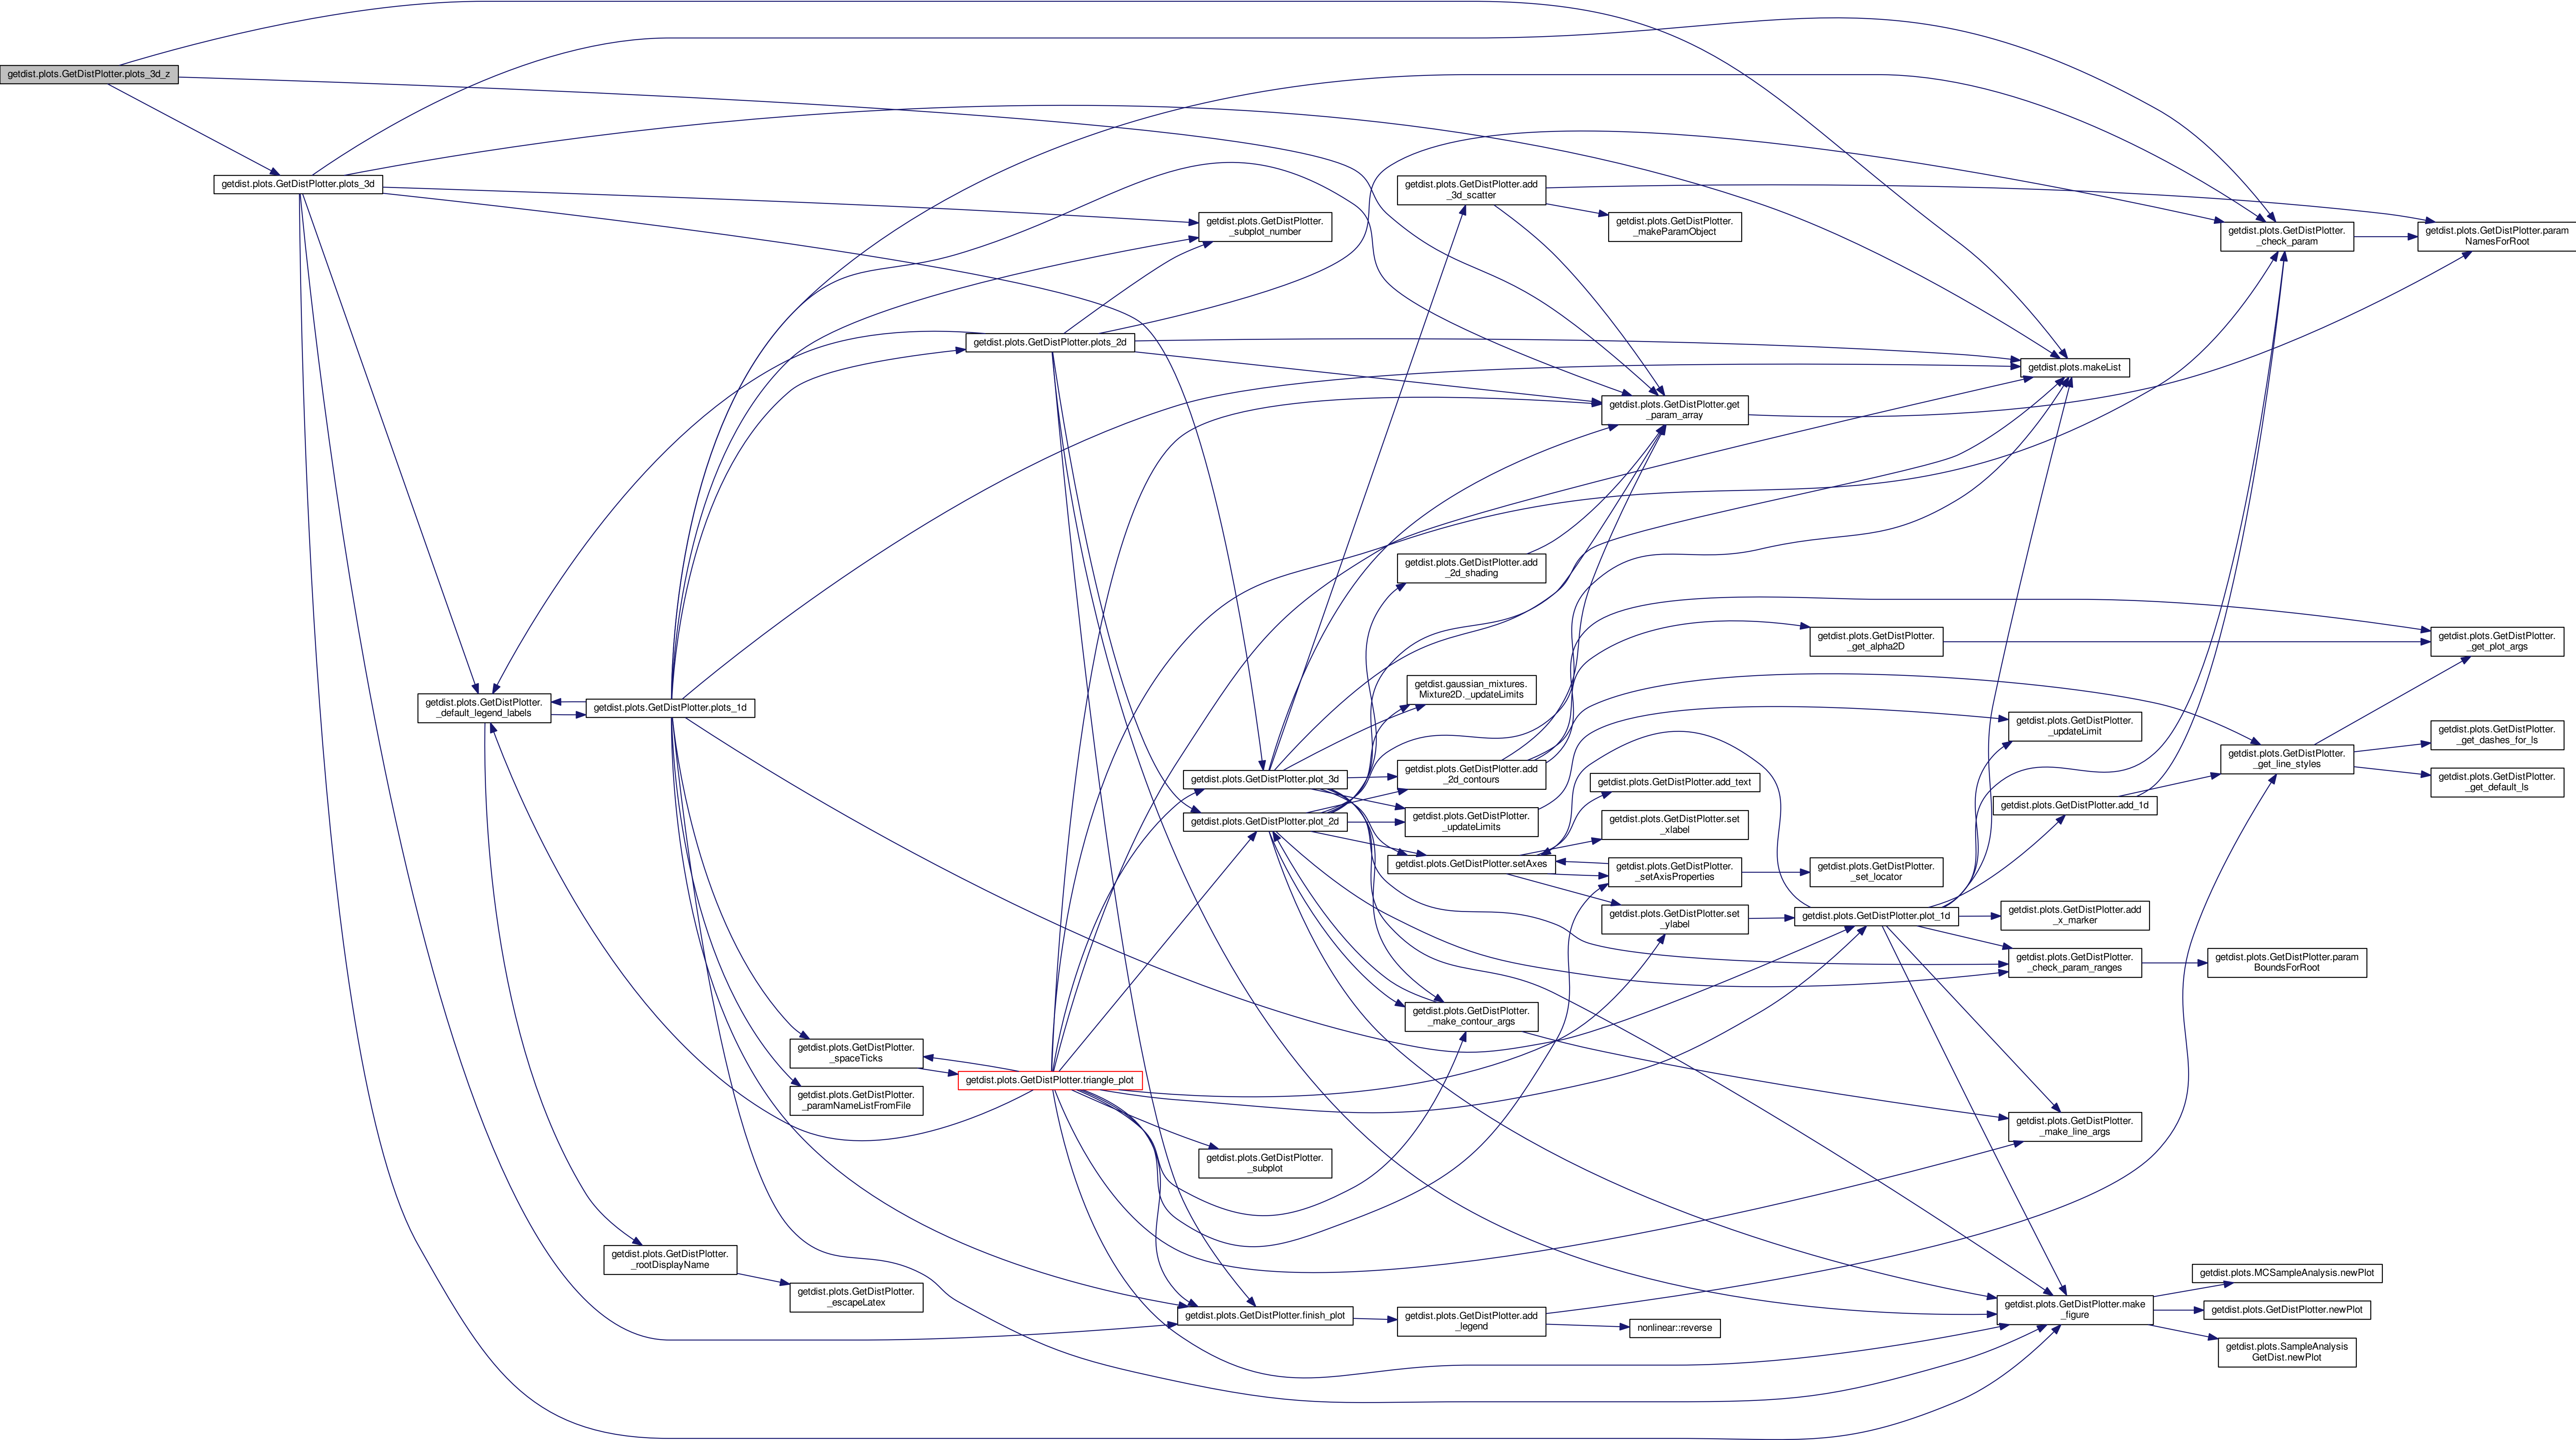 getdist.plots.GetDistPlotter.plots_3d_z
getdist.plots.GetDistPlotter.plots_3d
getdist.plots.GetDistPlotter.
_default_legend_labels
getdist.plots.GetDistPlotter.plots_1d
getdist.plots.GetDistPlotter.
_rootDisplayName
getdist.plots.GetDistPlotter.
_escapeLatex
getdist.plots.GetDistPlotter.
_spaceTicks
getdist.plots.GetDistPlotter.
_paramNameListFromFile
getdist.plots.GetDistPlotter.plots_2d
getdist.plots.GetDistPlotter.triangle_plot
getdist.plots.GetDistPlotter.
_subplot_number
getdist.plots.GetDistPlotter.plot_3d
getdist.plots.GetDistPlotter.plot_2d
getdist.plots.GetDistPlotter.
_subplot
getdist.plots.GetDistPlotter.finish_plot
getdist.plots.GetDistPlotter.add
_3d_scatter
getdist.plots.GetDistPlotter.add
_2d_shading
getdist.gaussian_mixtures.
Mixture2D._updateLimits
getdist.plots.GetDistPlotter.add
_2d_contours
getdist.plots.GetDistPlotter.
_updateLimits
getdist.plots.GetDistPlotter.setAxes
getdist.plots.GetDistPlotter.
_make_contour_args
getdist.plots.GetDistPlotter.add
_legend
getdist.plots.GetDistPlotter.
_makeParamObject
getdist.plots.GetDistPlotter.get
_param_array
getdist.plots.GetDistPlotter.add_text
getdist.plots.GetDistPlotter.set
_xlabel
getdist.plots.GetDistPlotter.
_setAxisProperties
getdist.plots.GetDistPlotter.set
_ylabel
nonlinear::reverse
getdist.plots.GetDistPlotter.
_get_alpha2D
getdist.plots.GetDistPlotter.
_set_locator
getdist.plots.GetDistPlotter.plot_1d
getdist.plots.makeList
getdist.plots.GetDistPlotter.
_updateLimit
getdist.plots.GetDistPlotter.add_1d
getdist.plots.GetDistPlotter.add
_x_marker
getdist.plots.GetDistPlotter.
_check_param_ranges
getdist.plots.GetDistPlotter.
_make_line_args
getdist.plots.GetDistPlotter.make
_figure
getdist.plots.GetDistPlotter.
_check_param
getdist.plots.GetDistPlotter.
_get_line_styles
getdist.plots.GetDistPlotter.param
BoundsForRoot
getdist.plots.MCSampleAnalysis.newPlot
getdist.plots.GetDistPlotter.newPlot
getdist.plots.SampleAnalysis
GetDist.newPlot
getdist.plots.GetDistPlotter.param
NamesForRoot
getdist.plots.GetDistPlotter.
_get_plot_args
getdist.plots.GetDistPlotter.
_get_dashes_for_ls
getdist.plots.GetDistPlotter.
_get_default_ls